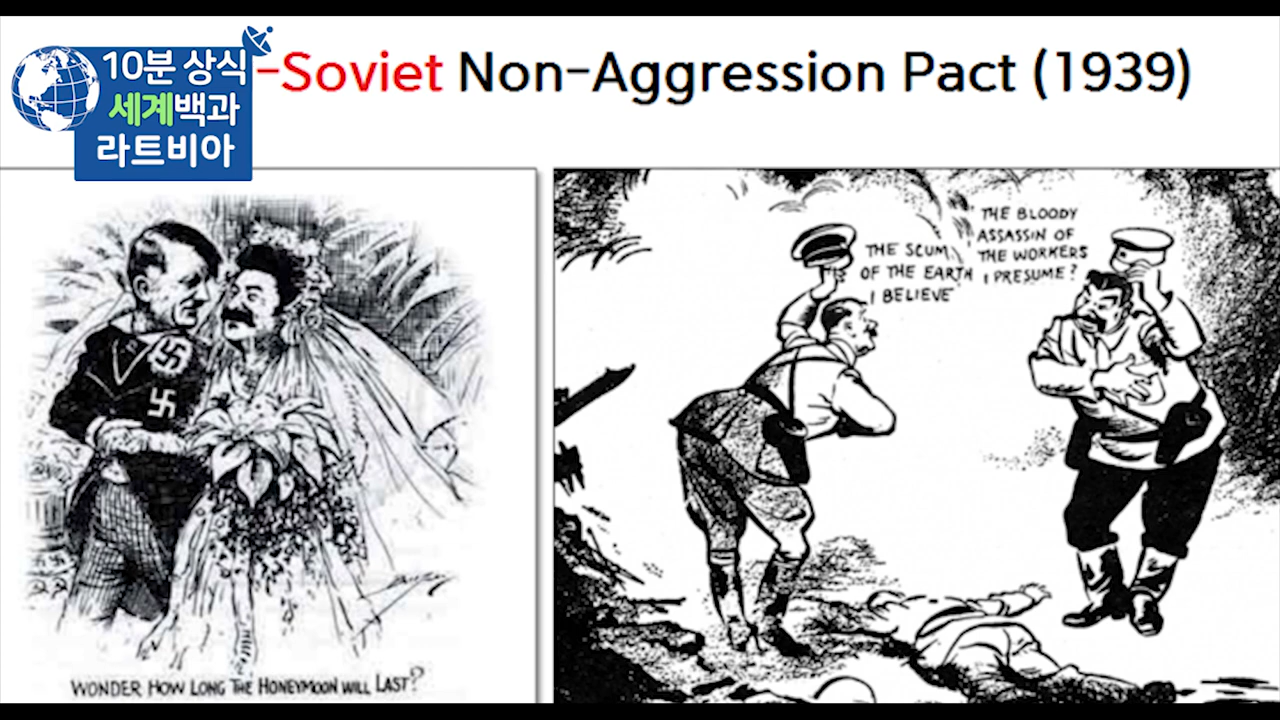 10분 상식
세계백과
라트비아
-Soviet Non-Aggression Pact (1939)
WONDER HOW LONG THE HONEYMOON WILL LAST?
THE SCUM
OF THE EARTH
I BELIEVE
THE BLOODY
ASSASSIN OF
THE WORKERS
I PRESUME?